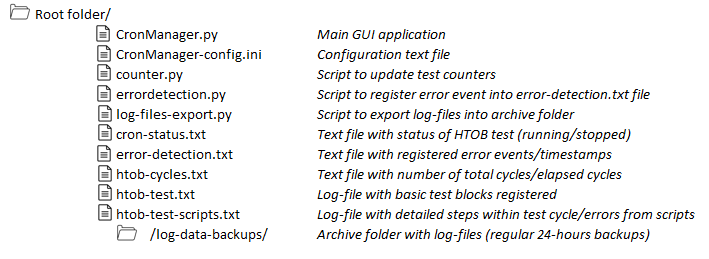 Root folder/
CronManager.py Main GUI application
CronManager-config.ini Configuration text file
counter.py Script to update test counters
errordetection.py Script to register error event into error-detection.txt file
log-files-export.py Script to export log-files into archive folder
cron-status.txt Text file with status of HTOB test (running/stopped)
error-detection.txt Text file with registered error events/timestamps
htob-cycles.txt Text file with number of total cycles/elapsed cycles
htob-test.txt Log-file with basic test blocks registered
htob-test-scripts.txt Log-file with detailed steps within test cycle/errors from scripts
/log-data-backups/ Archive folder with log-files (regular 24-hours backups)